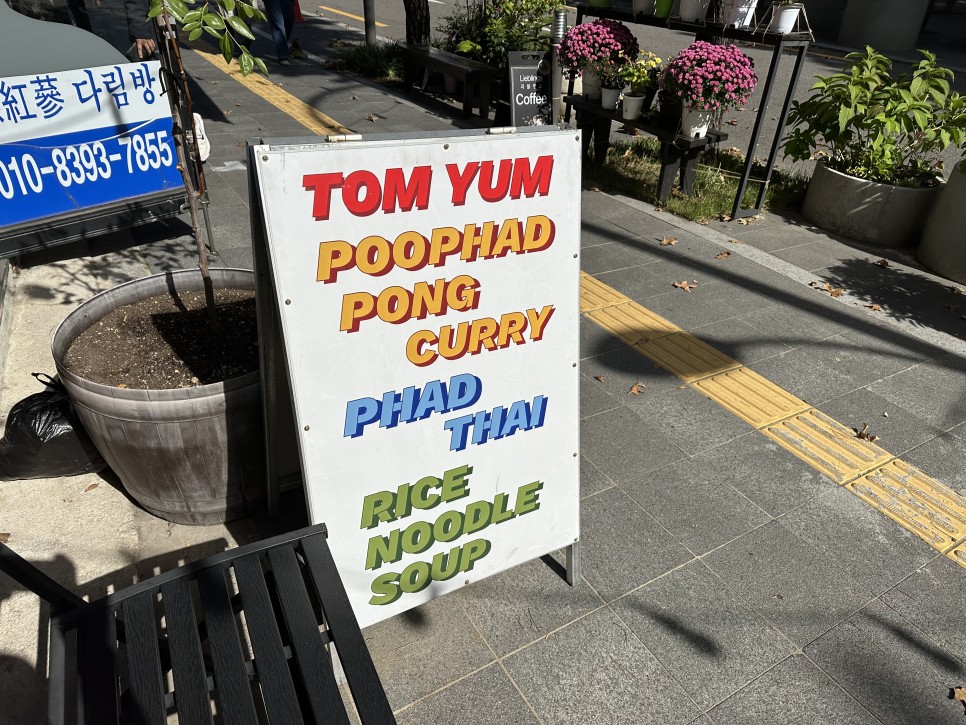 紅蔘 다림방
010-8393-7855
Coffee
TOM YUM
POOPHAD
PONG
CURRY
PHAD
THAI
RICE
NOODLE
SOUP